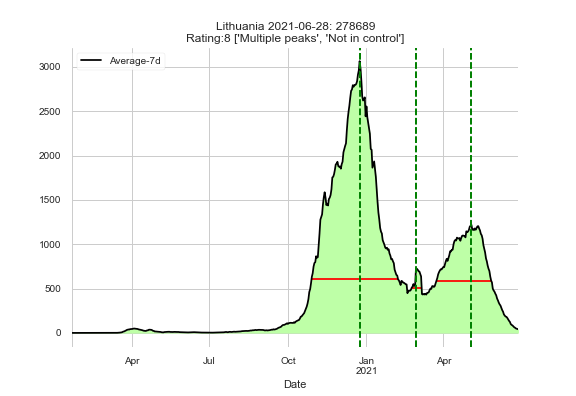 Lithuania 2021-06-28: 278689
Rating:8 ['Multiple peaks', 'Not in control']
Average-7d
3000
2500
2000
1500
1000
500
0
Apr
Jul
Oct
Jan
2021
Apr
Date